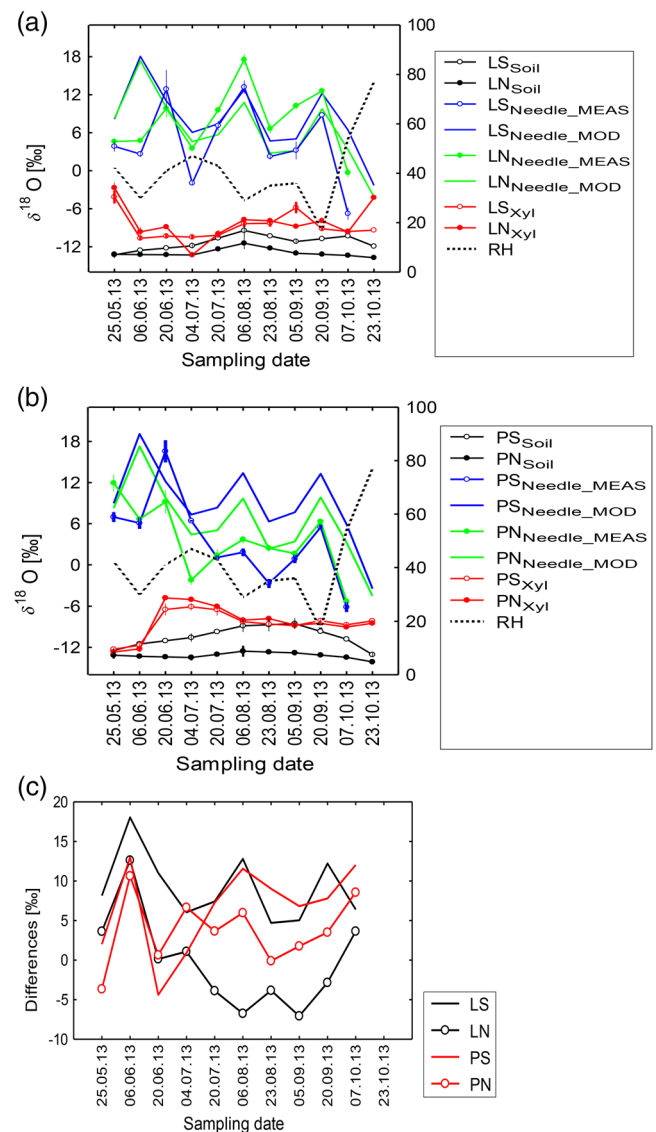 (a)
δ18 O [‰]
18
12
6
0
-6
-12
100
80
60
40
20
0
25.05.13
06.06.13
20.06.13
04.07.13
20.07.13
06.08.13
23.08.13
05.09.13
20.09.13
07.10.13
23.10.13
Sampling date
LSSoil
LNSoil
LSNeedle_MEAS
LSNeedle_MOD
LNNeedle_MEAS
LNNeedle_MOD
LSXyl
LNXyl
RH
(b)
δ18 O [‰]
18
12
6
0
-6
-12
100
80
60
40
20
0
25.05.13
06.06.13
20.06.13
04.07.13
20.07.13
06.08.13
23.08.13
05.09.13
20.09.13
07.10.13
23.10.13
Sampling date
PSSoil
PNSoil
PSNeedle_MEAS
PSNeedle_MOD
PNNeedle_MEAS
PNNeedle_MOD
PSXyl
PNXyl
RH
(c)
Differences [‰]
20
15
10
5
0
-5
-10
25.05.13
06.06.13
20.06.13
04.07.13
20.07.13
06.08.13
23.08.13
05.09.13
20.09.13
07.10.13
23.10.13
Sampling date
LS
LN
PS
PN